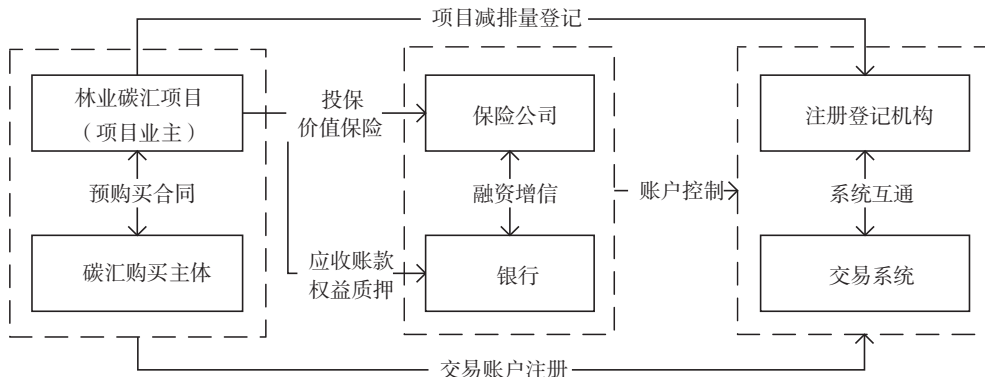 项目减排量登记
林业碳汇项目
（项目业主）
投保
价值保险
保险公司
注册登记机构
预购买合同
融资增信
账户控制
系统互通
碳汇购买主体
应收账款
权益质押
银行
交易系统
交易账户注册